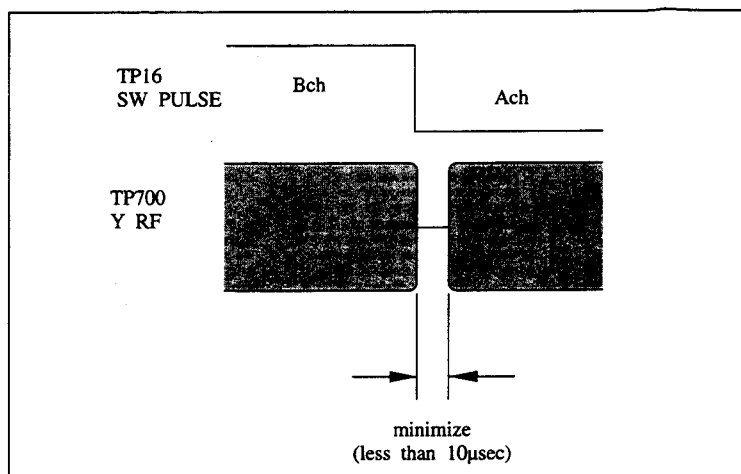 TP16
SW PULSE
Bch
Ach
TP700
Y RF
minimize
(less than 10µsec)